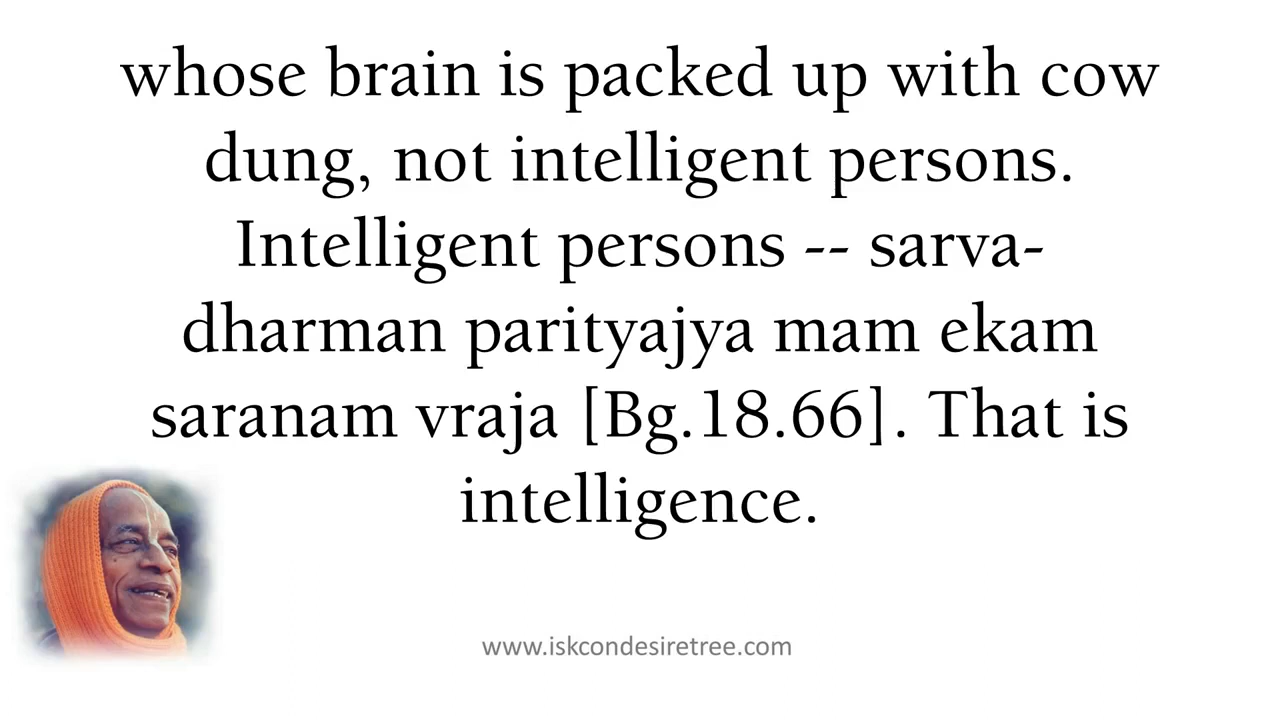 whose brain is packed up with cow
dung, not intelligent persons.
Intelligent persons -- sarva-
dharman parityajya mam ekam
saranam vraja [Bg.18.66]. That is
intelligence.
www.iskcondesiretree.com